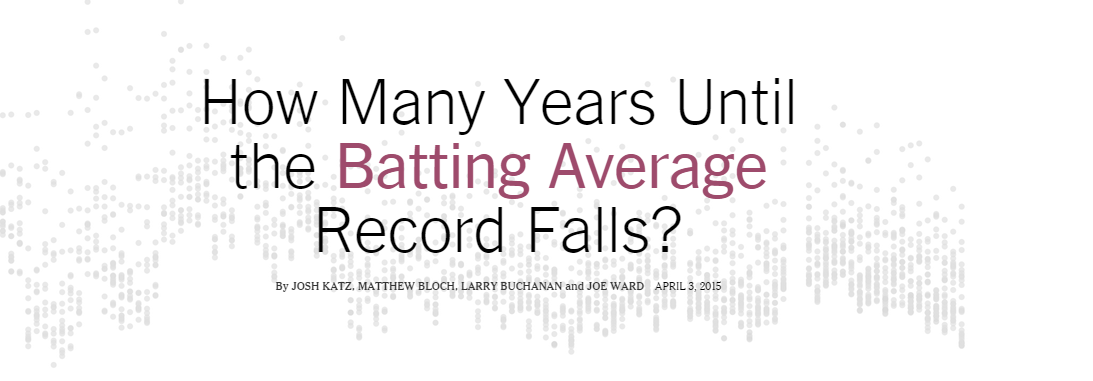 How Many Years Until
the Batting Average
Record Falls?
By JOSH KATZ, MATTHEW BLOCH, LARRY BUCHANAN and JOE WARD APRIL 3, 2015